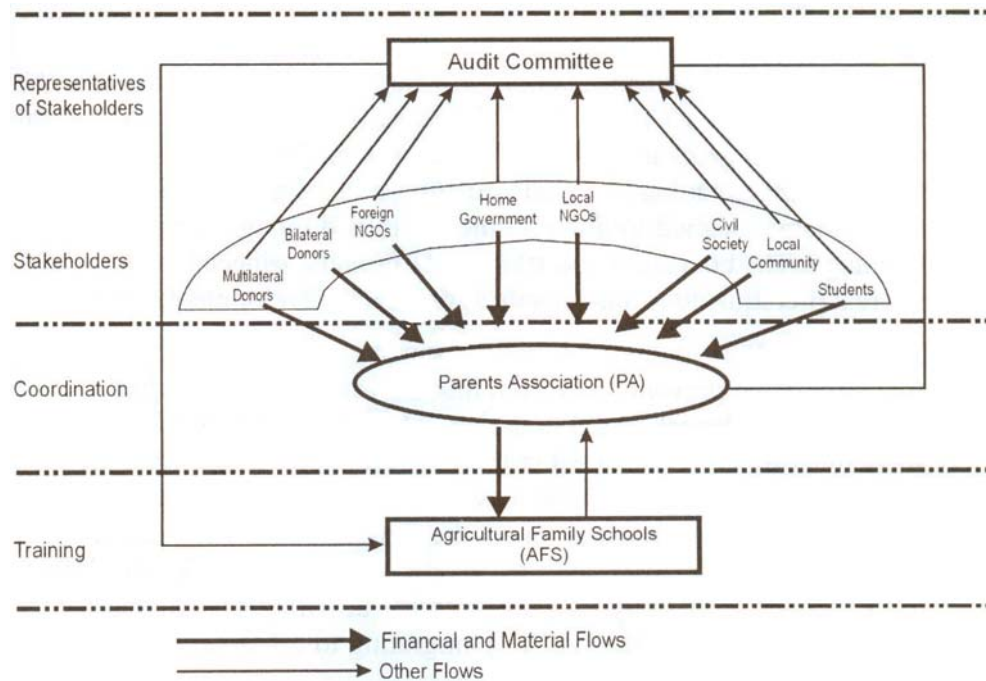 Audit Committee
Representatives
of Stakeholders
Home
Government
Local
NGOs
Foreign
NGOs
Civil
Society
Bilateral
Donors
Local
Community
Stakeholders
Multilateral
Donors
Students
Coordination
Parents Association (PA)
Training
Agricultural Family Schools
(AFS)
Financial and Material Flows
Other Flows